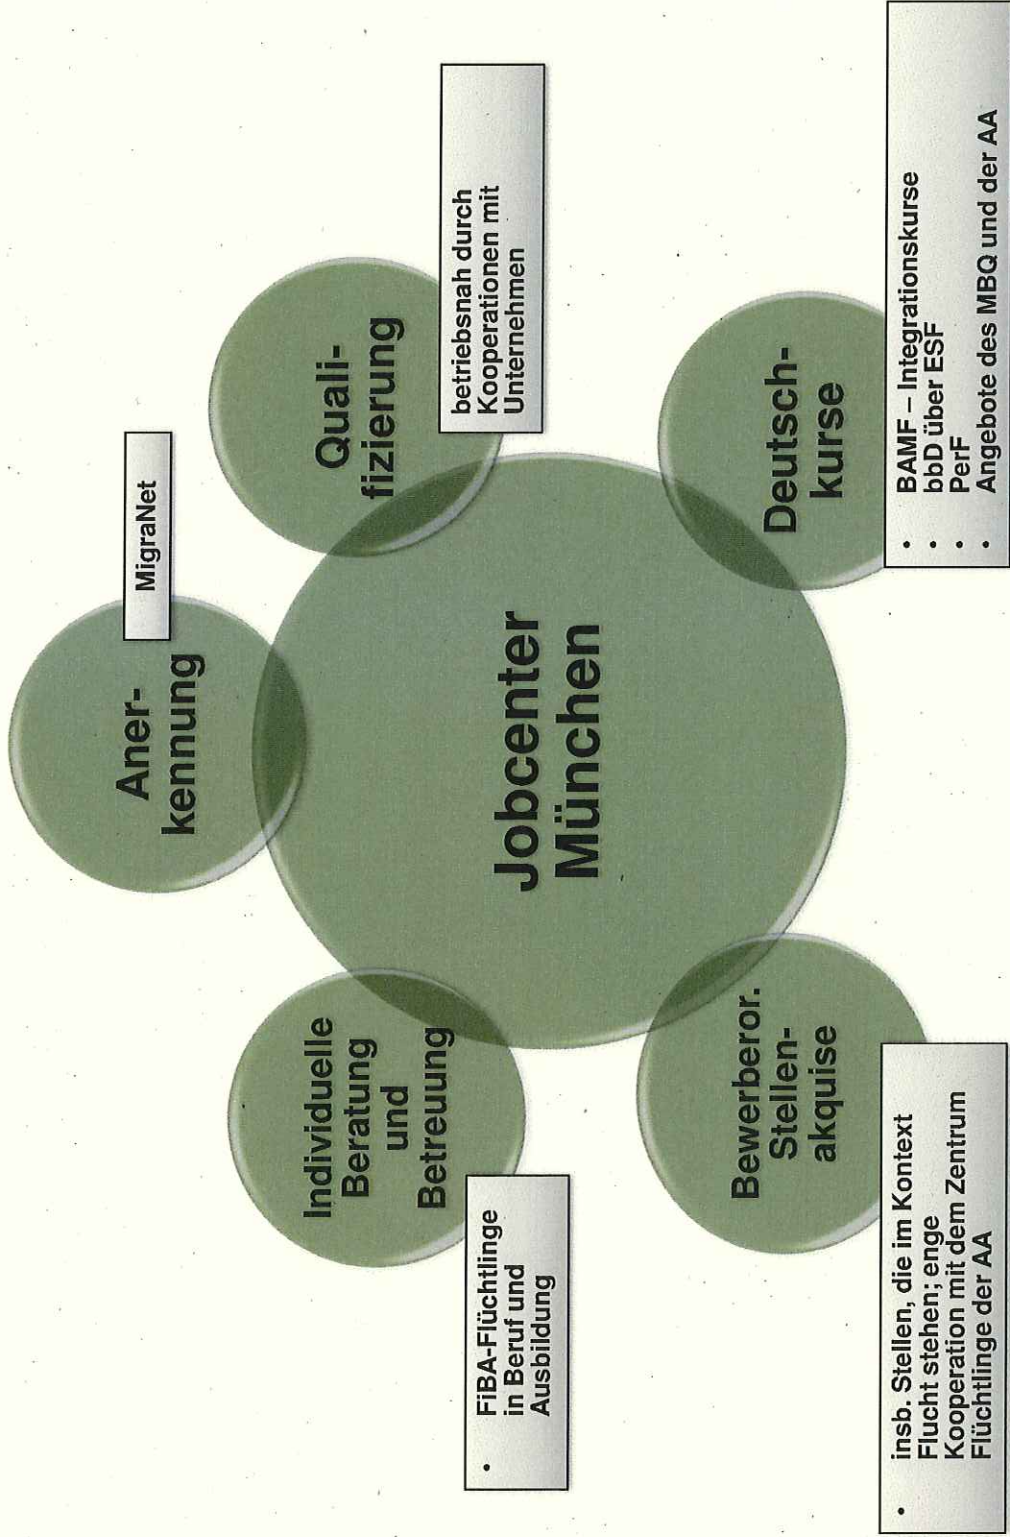 Aner-
kennung
MigraNet
Quali-
fizierung
betriebsnah durch
Kooperationen mit
Unternehmen
Deutsch-
kurse
• BAMF – Integrationskurse
• bbD über ESF
• PerF
• Angebote des MBQ und der AA
Bewerberor.
Stellen-
akquise
• insb. Stellen, die im Kontext
Flucht stehen; enge
Kooperation mit dem Zentrum
Flüchtlinge der AA
Individuelle
Beratung
und
Betreuung
• FiBA-Flüchtlinge
in Beruf und
Ausbildung
Jobcenter
München